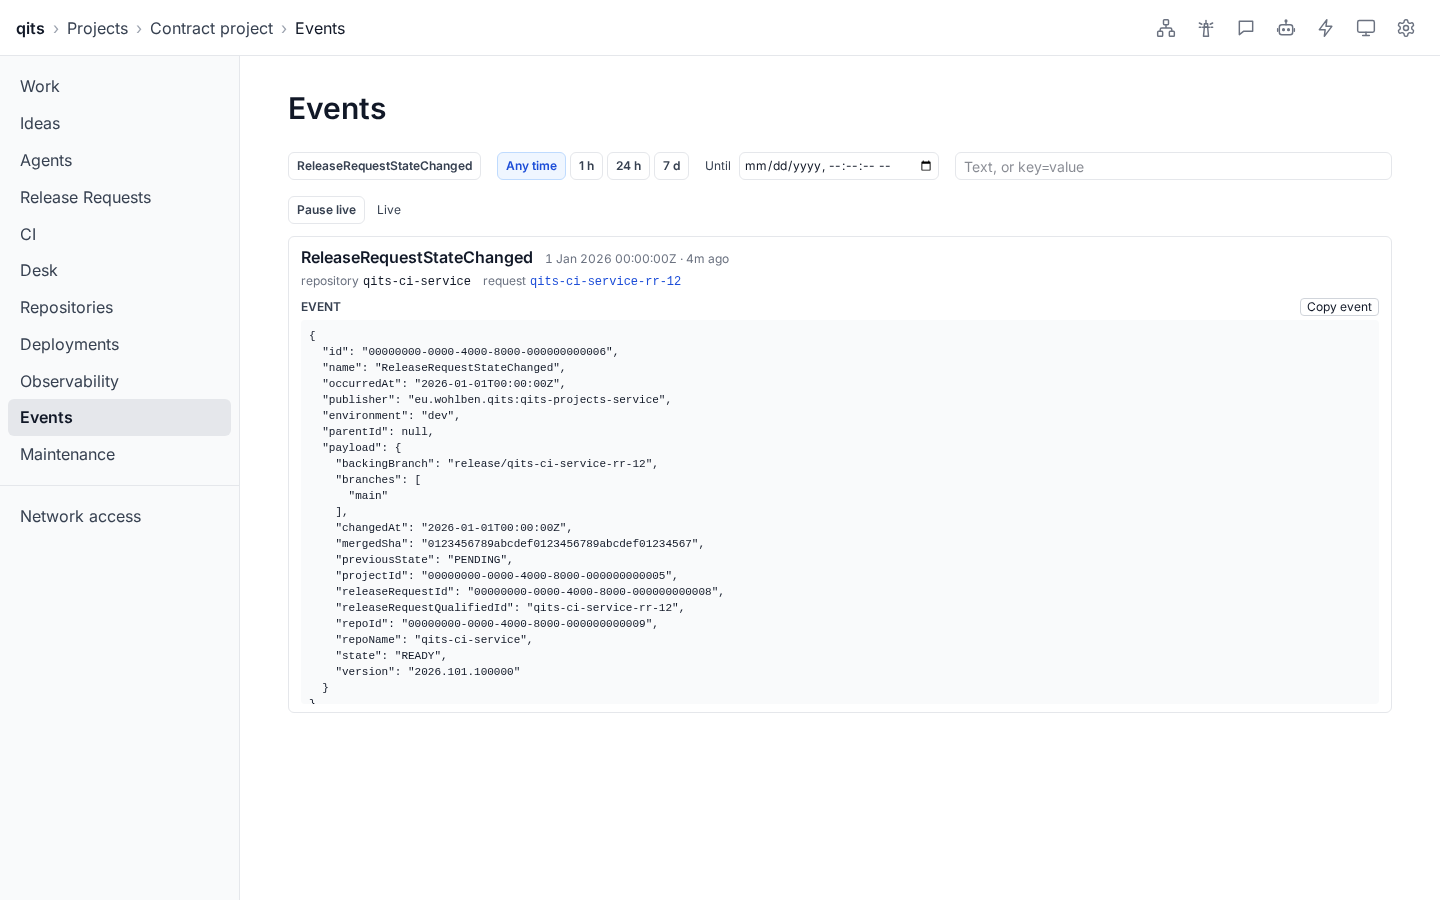 qits › Projects › Contract project › Events
Work
Ideas
Agents
Release Requests
CI
Desk
Repositories
Deployments
Observability
Events
Maintenance
Network access
Events
ReleaseRequestStateChanged Any time 1 h 24 h 7 d Until mm/dd/yyyy, --:--:-- -- Text, or key=value
Pause live Live
ReleaseRequestStateChanged 1 Jan 2026 00:00:00Z · 4m ago
repository qits-ci-service request qits-ci-service-rr-12
EVENT Copy event
{
  "id": "00000000-0000-4000-8000-000000000006",
  "name": "ReleaseRequestStateChanged",
  "occurredAt": "2026-01-01T00:00:00Z",
  "publisher": "eu.wohlben.qits:qits-projects-service",
  "environment": "dev",
  "parentId": null,
  "payload": {
    "backingBranch": "release/qits-ci-service-rr-12",
    "branches": [
      "main"
    ],
    "changedAt": "2026-01-01T00:00:00Z",
    "mergedSha": "0123456789abcdef0123456789abcdef01234567",
    "previousState": "PENDING",
    "projectId": "00000000-0000-4000-8000-000000000005",
    "releaseRequestId": "00000000-0000-4000-8000-000000000008",
    "releaseRequestQualifiedId": "qits-ci-service-rr-12",
    "repoId": "00000000-0000-4000-8000-000000000009",
    "repoName": "qits-ci-service",
    "state": "READY",
    "version": "2026.101.100000"
  }
}